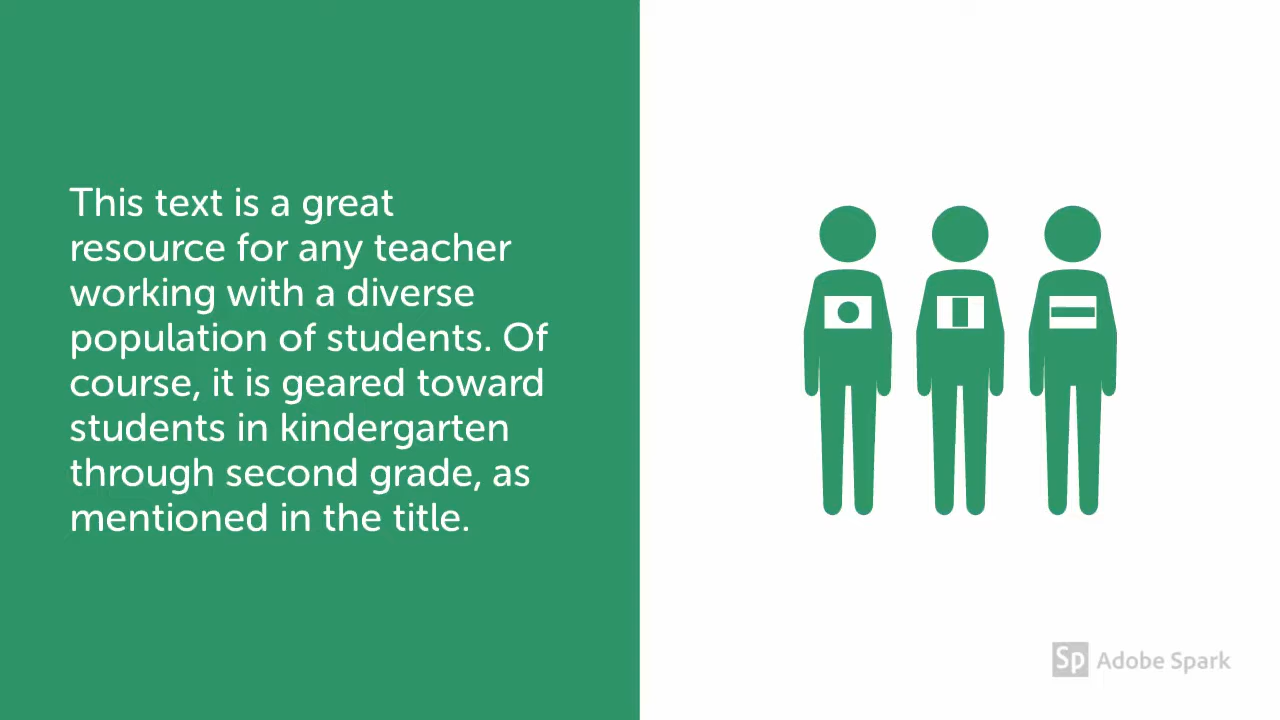 This text is a great
resource for any teacher
working with a diverse
population of students. Of
course, it is geared toward
students in kindergarten
through second grade, as
mentioned in the title.
Sp Adobe Spark